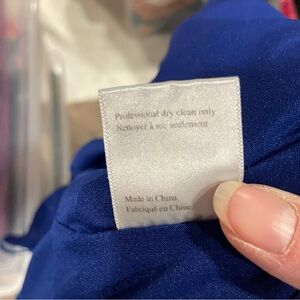 Professional dry clean only
Nettoyer à sec seulement
Made in China
Fabriqué en Chine